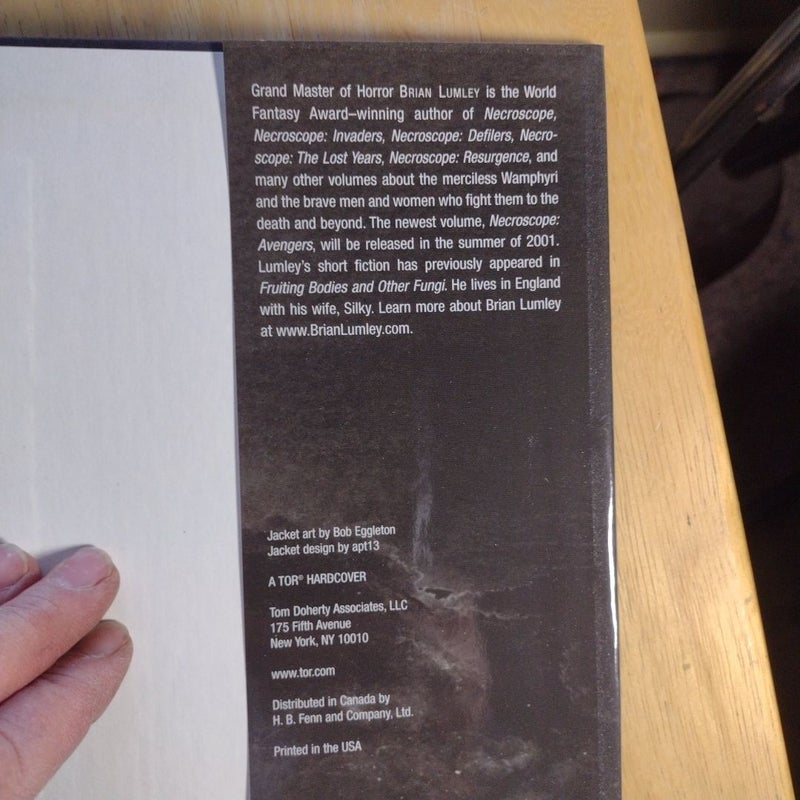 Grand Master of Horror BRIAN LUMLEY is the World
Fantasy Award–winning author of Necroscope,
Necroscope: Invaders, Necroscope: Defilers, Necro-
scope: The Lost Years, Necroscope: Resurgence, and
many other volumes about the merciless Wamphyri
and the brave men and women who fight them to the
death and beyond. The newest volume, Necroscope:
Avengers, will be released in the summer of 2001.
Lumley's short fiction has previously appeared in
Fruiting Bodies and Other Fungi. He lives in England
with his wife, Silky. Learn more about Brian Lumley
at www.BrianLumley.com.
Jacket art by Bob Eggleton
Jacket design by apt13
A TOR® HARDCOVER
Tom Doherty Associates, LLC
175 Fifth Avenue
New York, NY 10010
www.tor.com
Distributed in Canada by
H. B. Fenn and Company, Ltd.
Printed in the USA